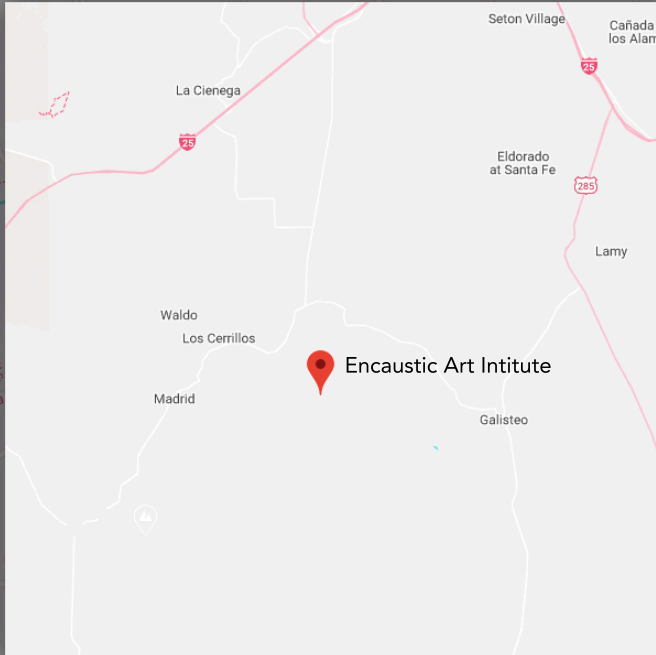 Seton Village
Cañada
los Alam
25
La Cienega
25
Eldorado
at Santa Fe
285
Lamy
Waldo
Los Cerrillos
Encaustic Art Intitute
Madrid
Galisteo